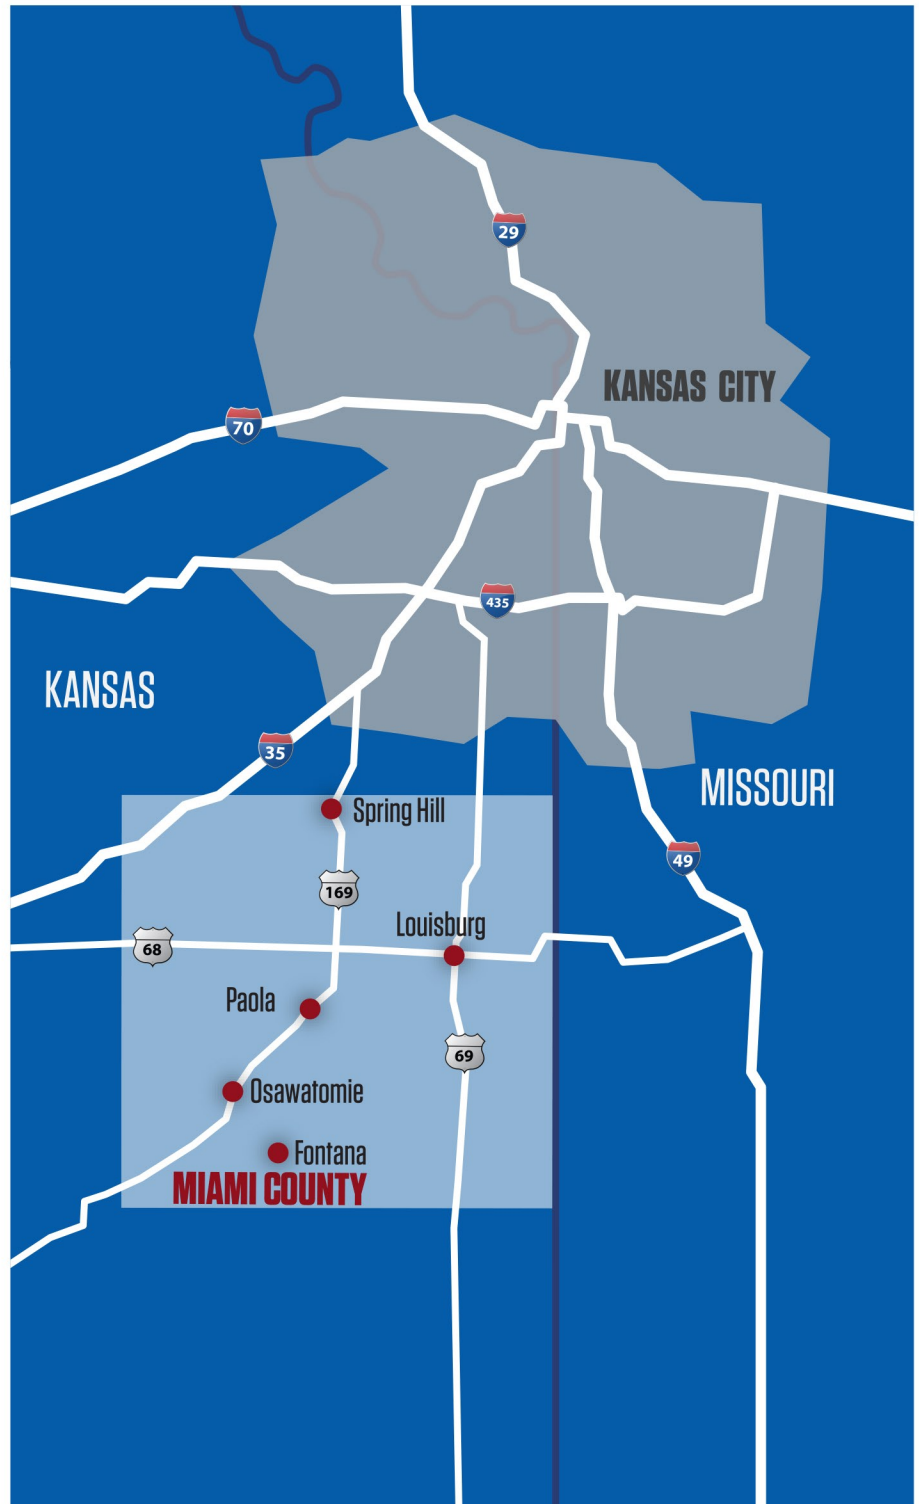 29
KANSAS CITY
70
435
KANSAS
35
MISSOURI
Spring Hill
49
169
Louisburg
68
Paola
69
Osawatomie
Fontana
MIAMI COUNTY